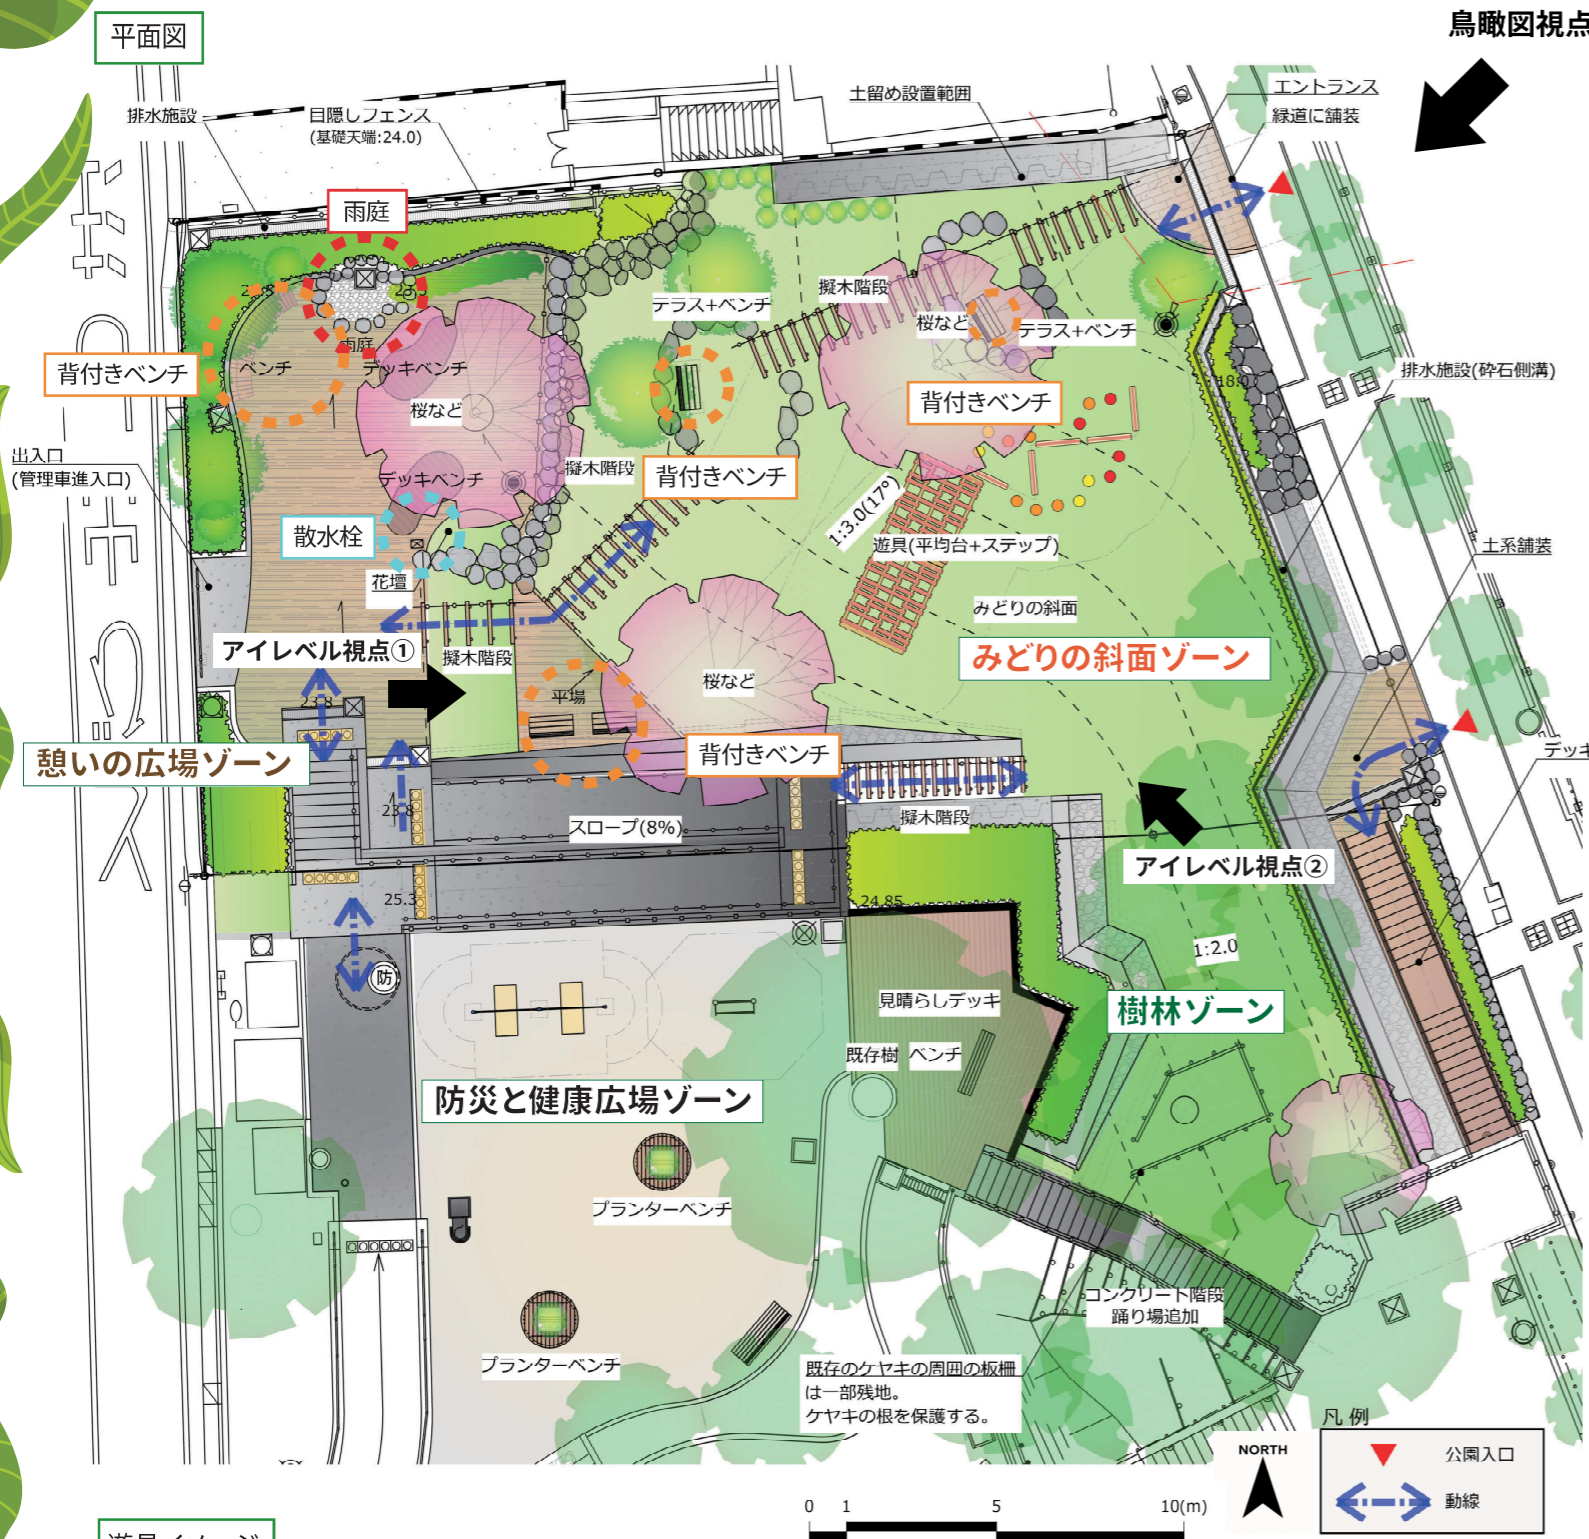 平面図
鳥瞰図視点
排水施設
目隠しフェンス
(基礎天端:24.0)
土留め設置範囲
エントランス
緑道に舗装
雨庭
雨庭
背付きベンチ
ベンチ
デッキベンチ
桜など
デッキベンチ
テラス+ベンチ
擬木階段
桜など
テラス+ベンチ
背付きベンチ
排水施設(砕石側溝)
18.0
出入口
(管理車進入口)
擬木階段
背付きベンチ
散水栓
花壇
1:3.0(17°)
遊具(平均台+ステップ)
土系舗装
みどりの斜面
アイレベル視点①
擬木階段
みどりの斜面ゾーン
平場
桜など
23.8
憩いの広場ゾーン
背付きベンチ
デッキ
23.8
スロープ(8%)
擬木階段
アイレベル視点②
25.3
24.85
1:2.0
防
見晴らしデッキ
樹林ゾーン
既存樹
ベンチ
防災と健康広場ゾーン
プランターベンチ
コンクリート階段
踊り場追加
プランターベンチ
既存のケヤキの周囲の板柵
は一部残地。
ケヤキの根を保護する。
凡 例
公園入口
動線
NORTH
0 1 5 10(m)
遊具イメージ